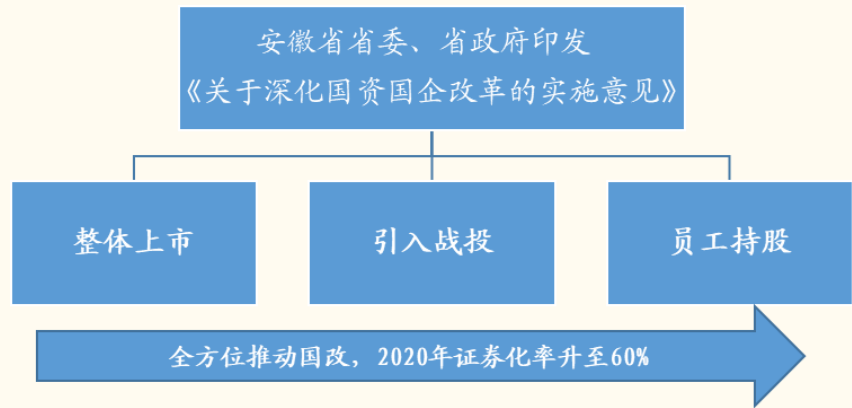 安徽省省委、省政府印发
《关于深化国资国企改革的实施意见》
整体上市
引入战投
员工持股
全方位推动国改，2020年证券化率升至60%